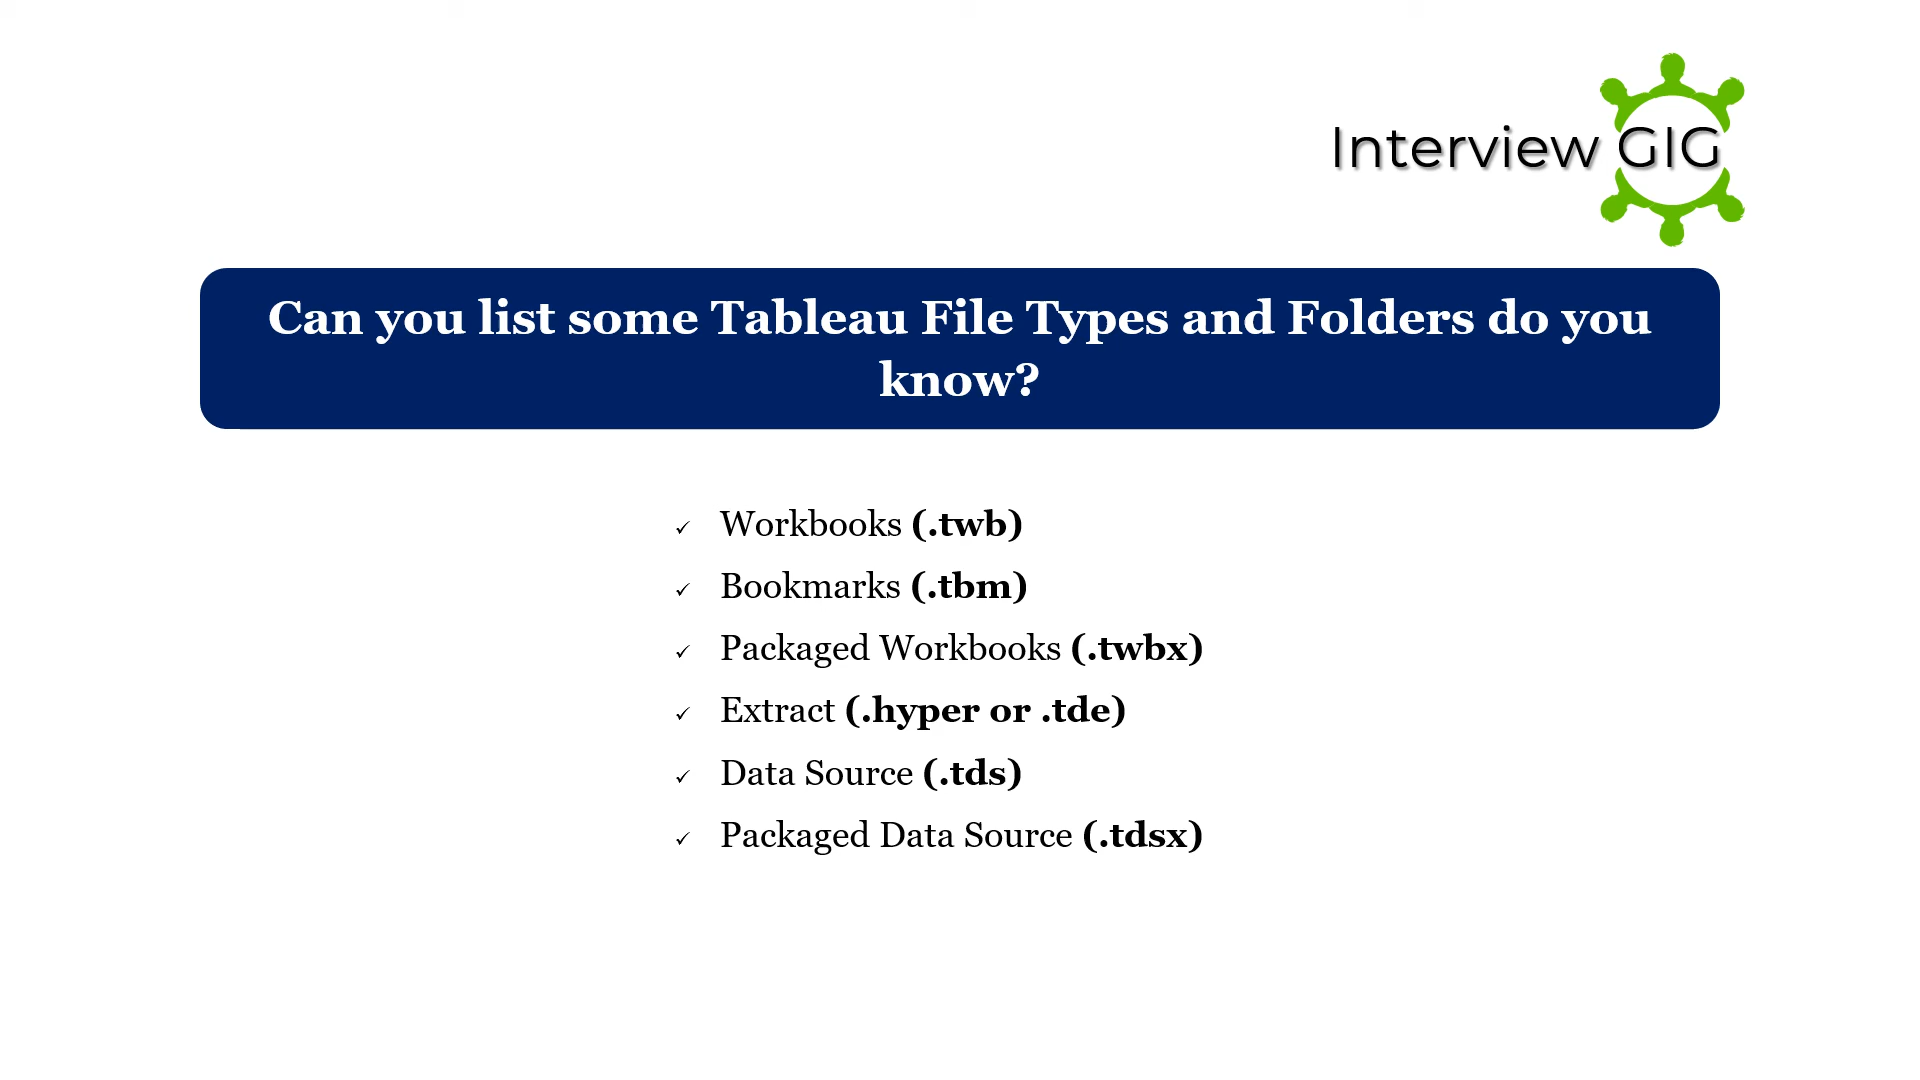 Interview GIG
Can you list some Tableau File Types and Folders do you
know?
✓ Workbooks (.twb)
✓ Bookmarks (.tbm)
✓ Packaged Workbooks (.twbx)
✓ Extract (.hyper or .tde)
✓ Data Source (.tds)
✓ Packaged Data Source (.tdsx)